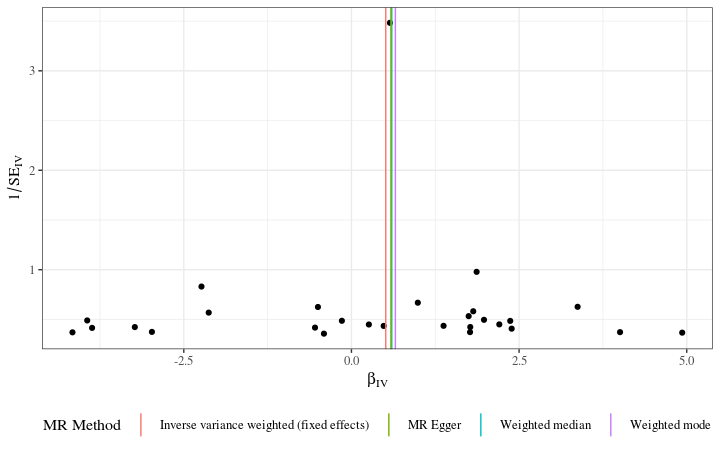 3
2
1
1/SE_IV
-2.5 0.0 2.5 5.0
β_IV
MR Method Inverse variance weighted (fixed effects) MR Egger Weighted median Weighted mode